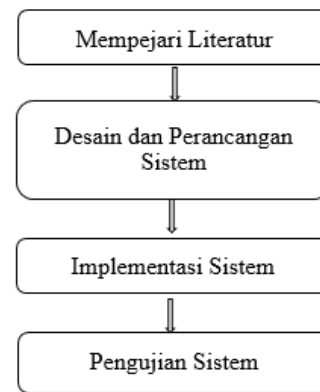 Mempejari Literatur
Desain dan Perancangan
Sistem
Implementasi Sistem
Pengujian Sistem